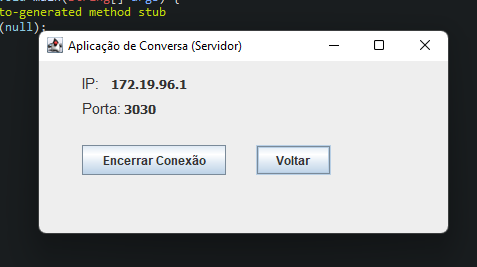 void main(String[] args) {
to-generated method stub
(null);
Aplicação de Conversa (Servidor)
IP: 172.19.96.1
Porta: 3030
Encerrar Conexão
Voltar